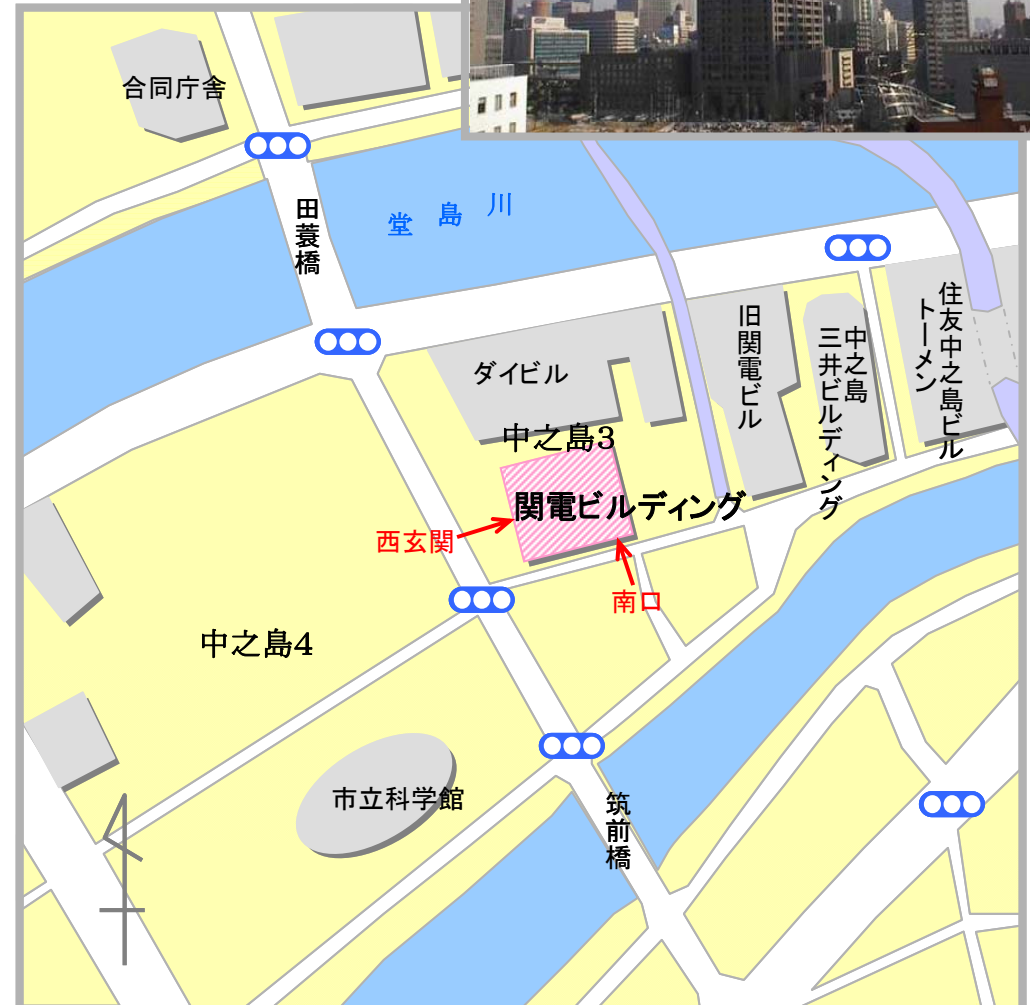 合同庁舎
田蓑橋
堂島川
ダイビル
旧関電ビル
中之島
三井ビルディング
住友中之島ビル
トーメン
中之島3
関電ビルディング
西玄関
南口
中之島4
市立科学館
筑前橋